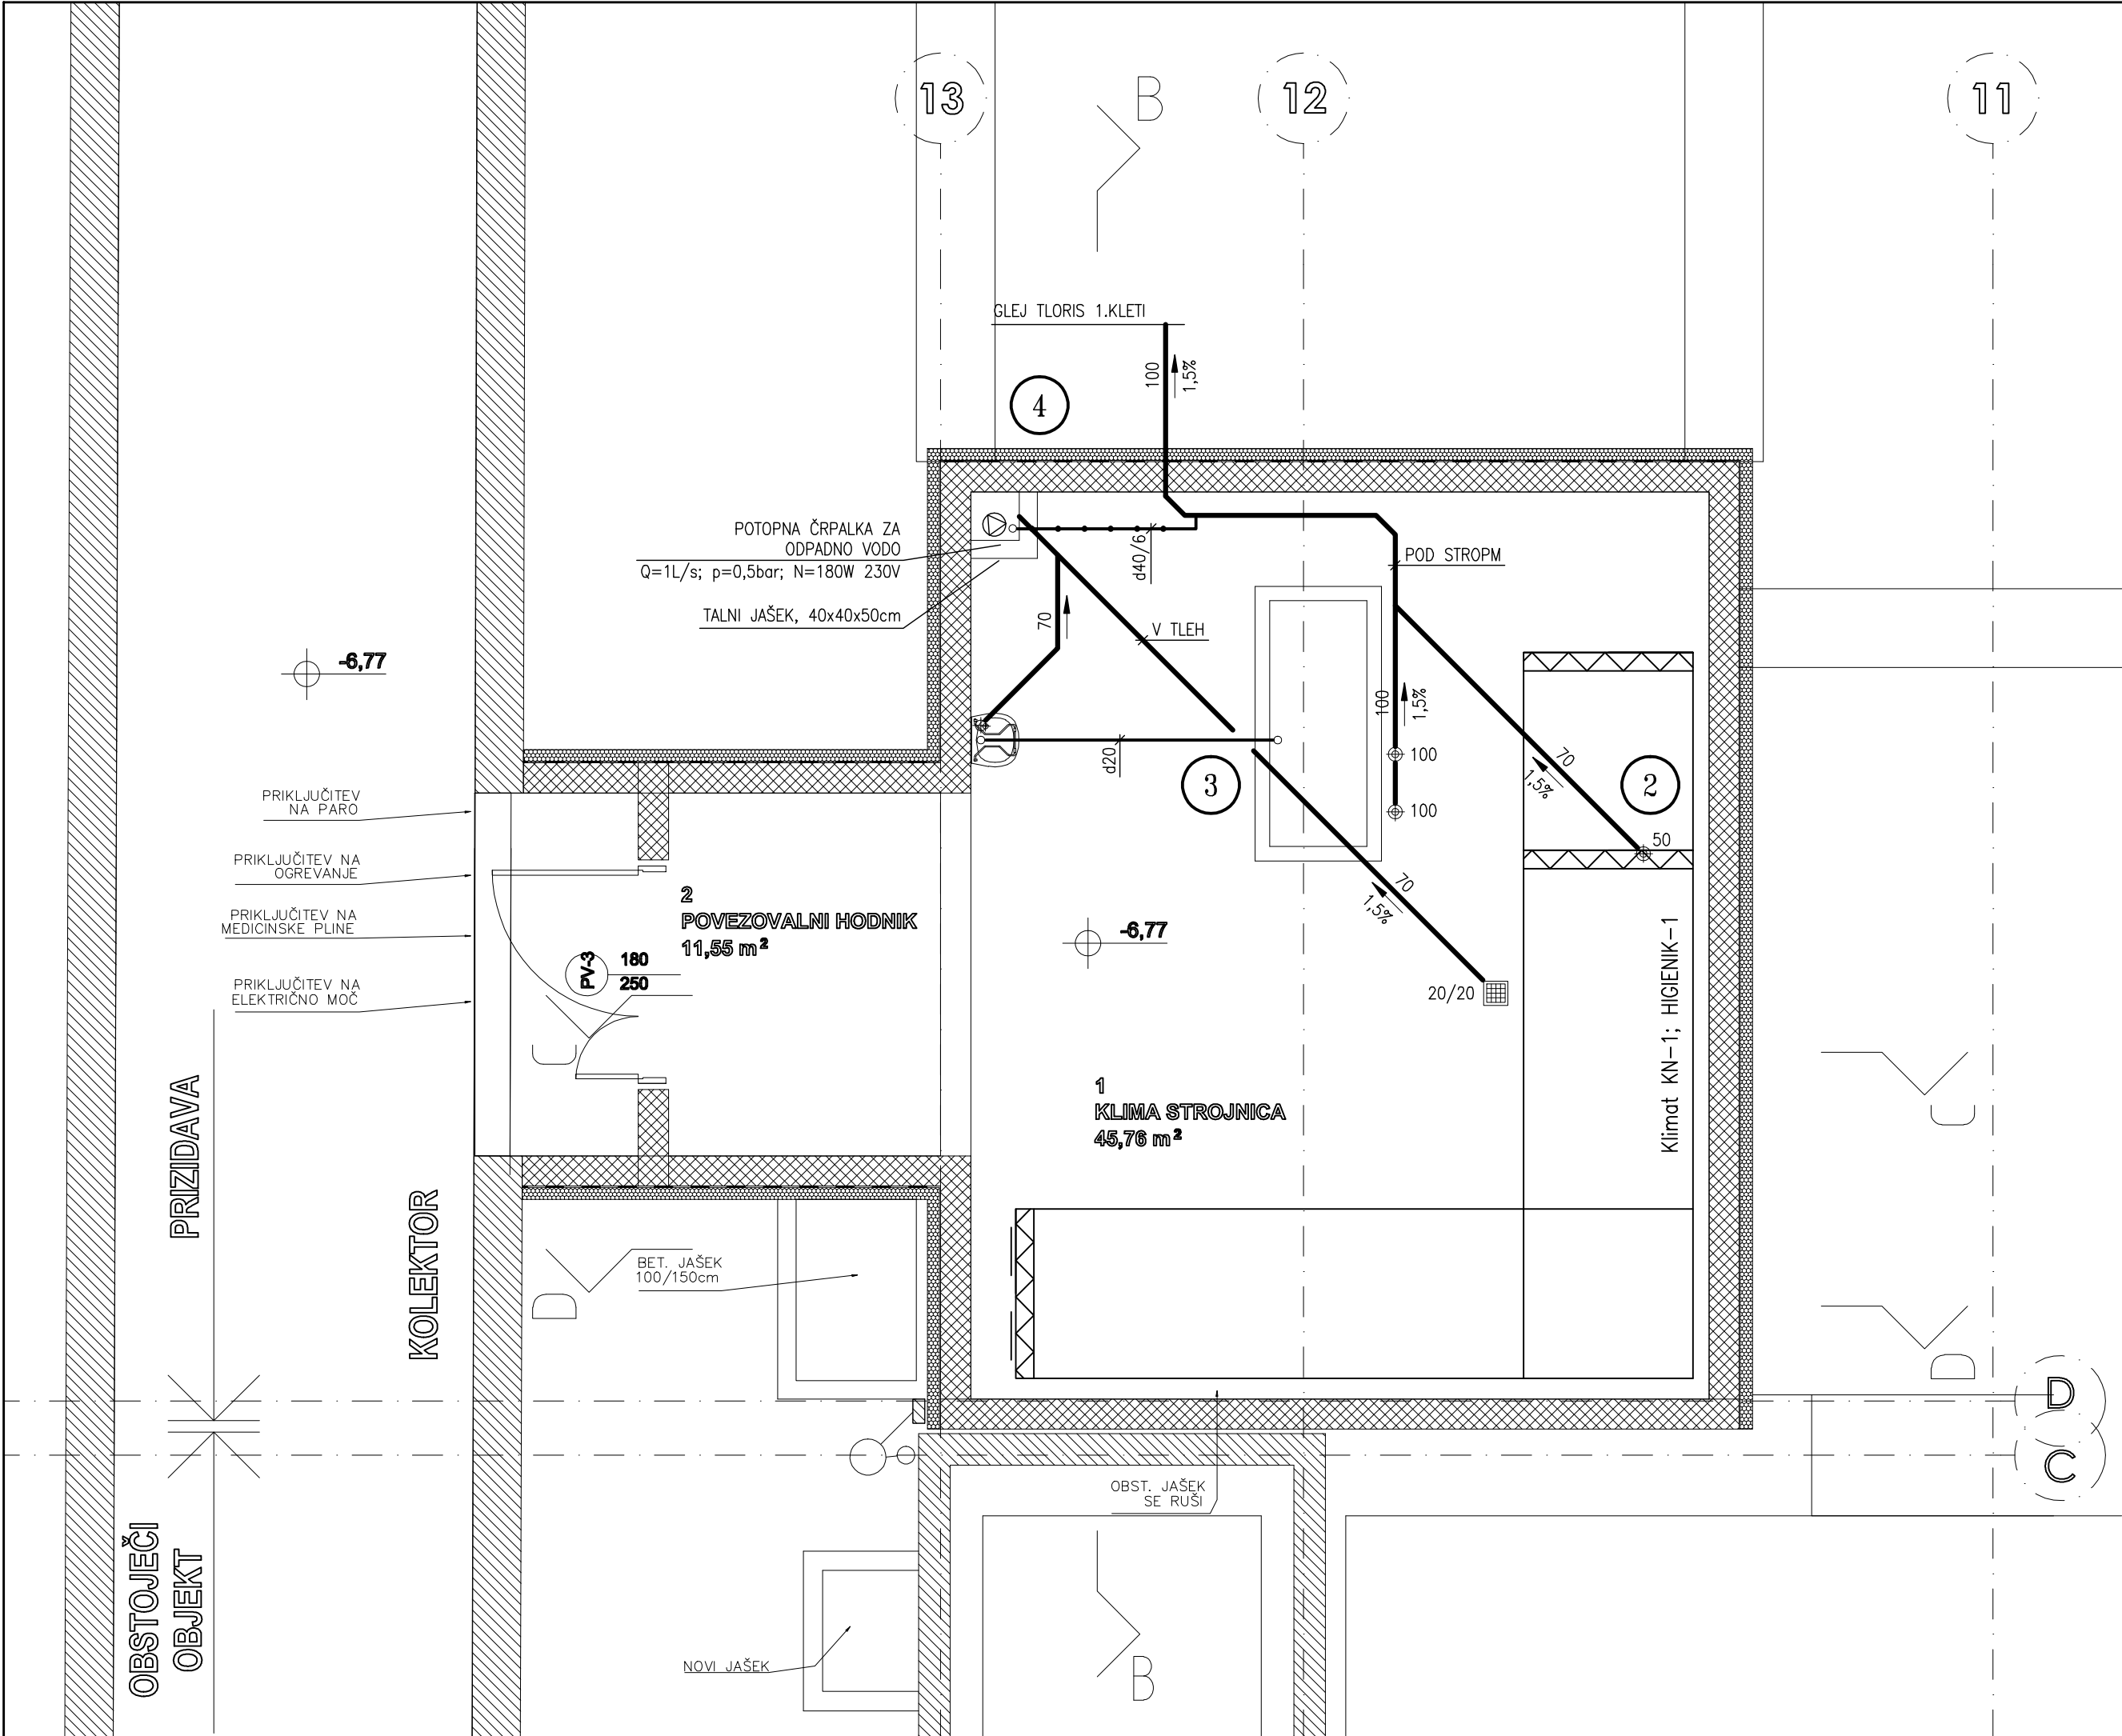 13
12
11
B
GLEJ TLORIS 1.KLETI
100
1,5%
4
POTOPNA ČRPALKA ZA
ODPADNO VODO
Q=1L/s; p=0,5bar; N=180W 230V
TALNI JAŠEK, 40x40x50cm
d40/6
POD STROPM
V TLEH
70
-6,77
100
1,5%
d20
3
100
100
70
1,5%
2
50
PRIKLJUČITEV
NA PARO
PRIKLJUČITEV NA
OGREVANJE
PRIKLJUČITEV NA
MEDICINSKE PLINE
PRIKLJUČITEV NA
ELEKTRIČNO MOČ
2
POVEZOVALNI HODNIK
11,55 m²
PV-3
180
250
-6,77
70
1,5%
20/20
Klimat KN-1; HIGIENIK-1
1
KLIMA STROJNICA
45,76 m²
C
C
PRIZIDAVA
KOLEKTOR
BET. JAŠEK
100/150cm
D
D
D
C
OBST. JAŠEK
SE RUŠI
OBSTOJEČI
OBJEKT
NOVI JAŠEK
B